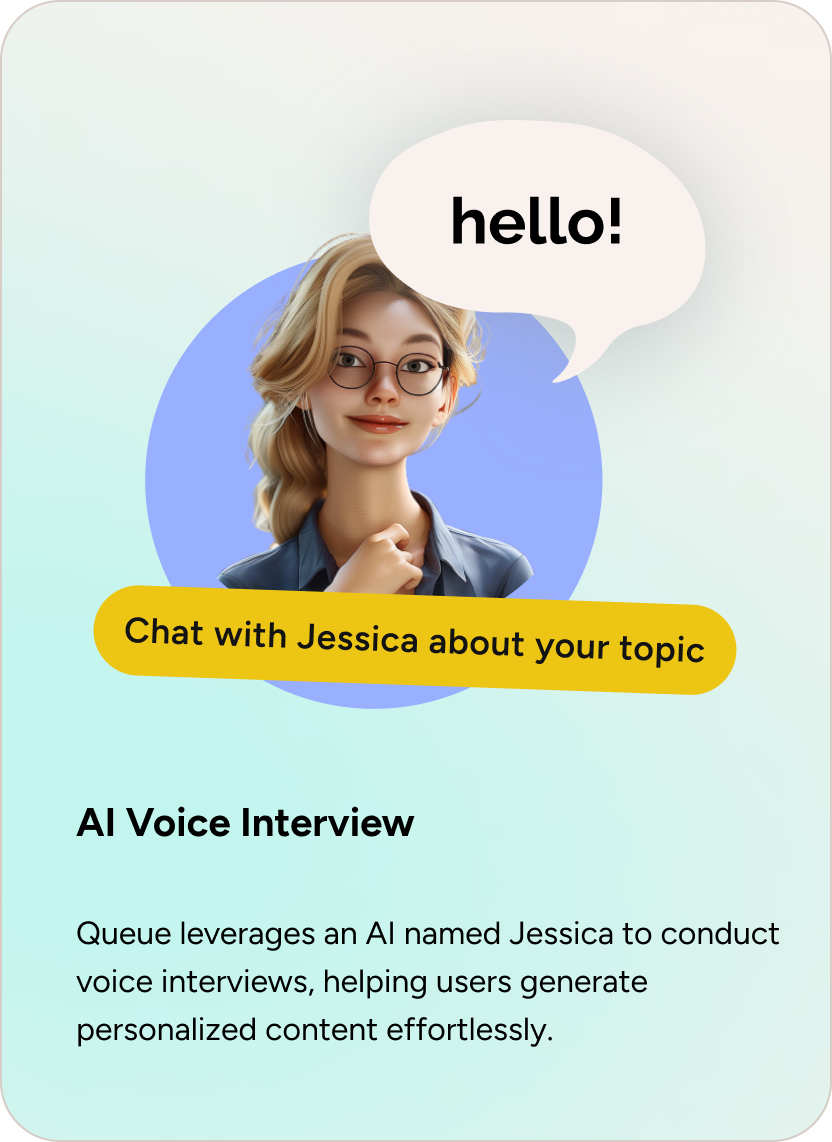 hello!
Chat with Jessica about your topic
AI Voice Interview
Queue leverages an AI named Jessica to conduct
voice interviews, helping users generate
personalized content effortlessly.